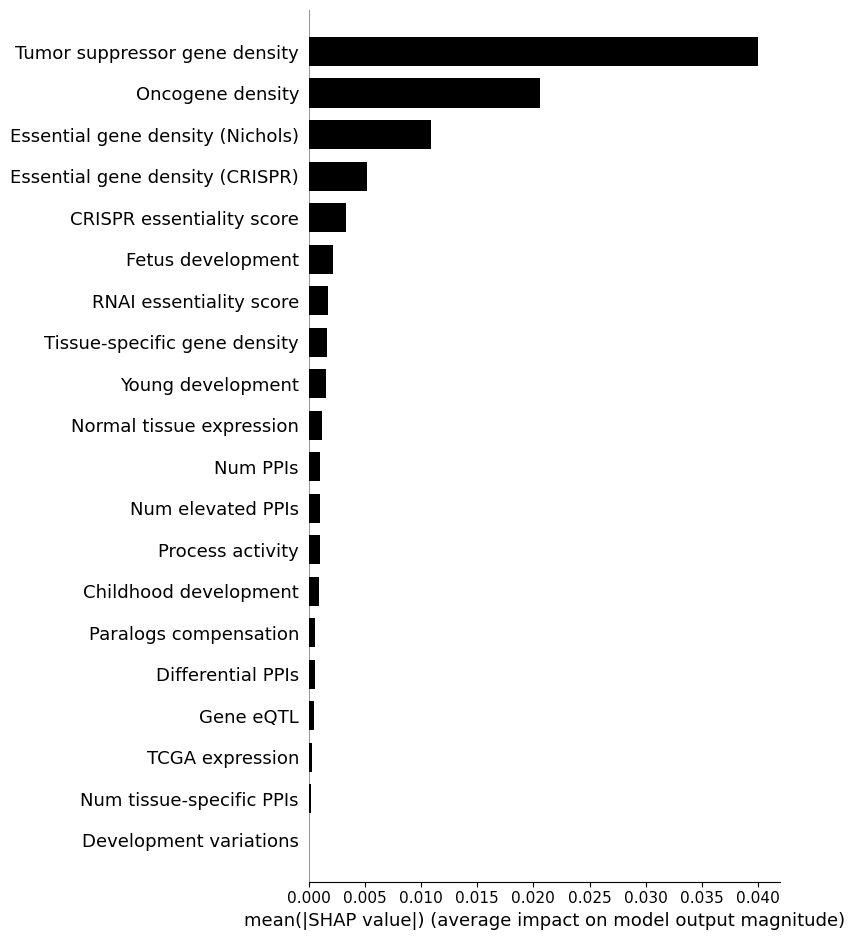 Tumor suppressor gene density
Oncogene density
Essential gene density (Nichols)
Essential gene density (CRISPR)
CRISPR essentiality score
Fetus development
RNAI essentiality score
Tissue-specific gene density
Young development
Normal tissue expression
Num PPIs
Num elevated PPIs
Process activity
Childhood development
Paralogs compensation
Differential PPIs
Gene eQTL
TCGA expression
Num tissue-specific PPIs
Development variations
0.000 0.005 0.010 0.015 0.020 0.025 0.030 0.035 0.040
mean(|SHAP value|) (average impact on model output magnitude)